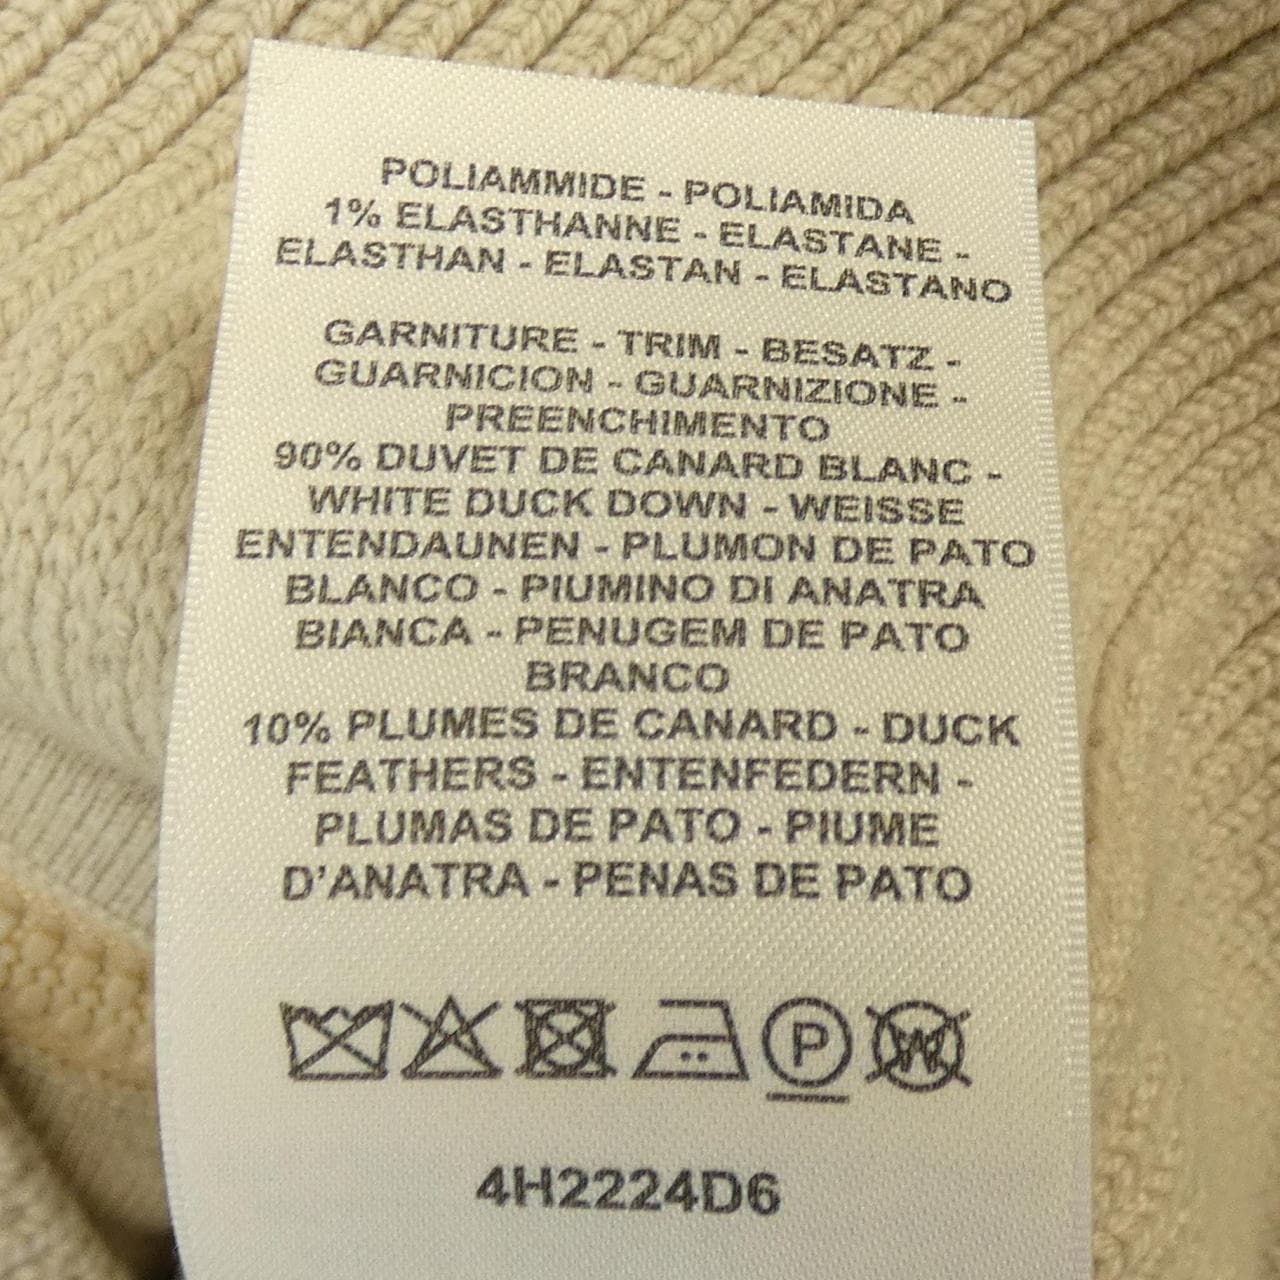 POLIAMMIDE - POLIAMIDA
1% ELASTHANNE - ELASTANE -
ELASTHAN - ELASTAN - ELASTANO
GARNITURE - TRIM - BESATZ -
GUARNICION - GUARNIZIONE -
PREENCHIMENTO
90% DUVET DE CANARD BLANC -
WHITE DUCK DOWN - WEISSE
ENTENDAUNEN - PLUMON DE PATO
BLANCO - PIUMINO DI ANATRA
BIANCA - PENUGEM DE PATO
BRANCO
10% PLUMES DE CANARD - DUCK
FEATHERS - ENTENFEDERN -
PLUMAS DE PATO - PIUME
D'ANATRA - PENAS DE PATO
P W
4H2224D6